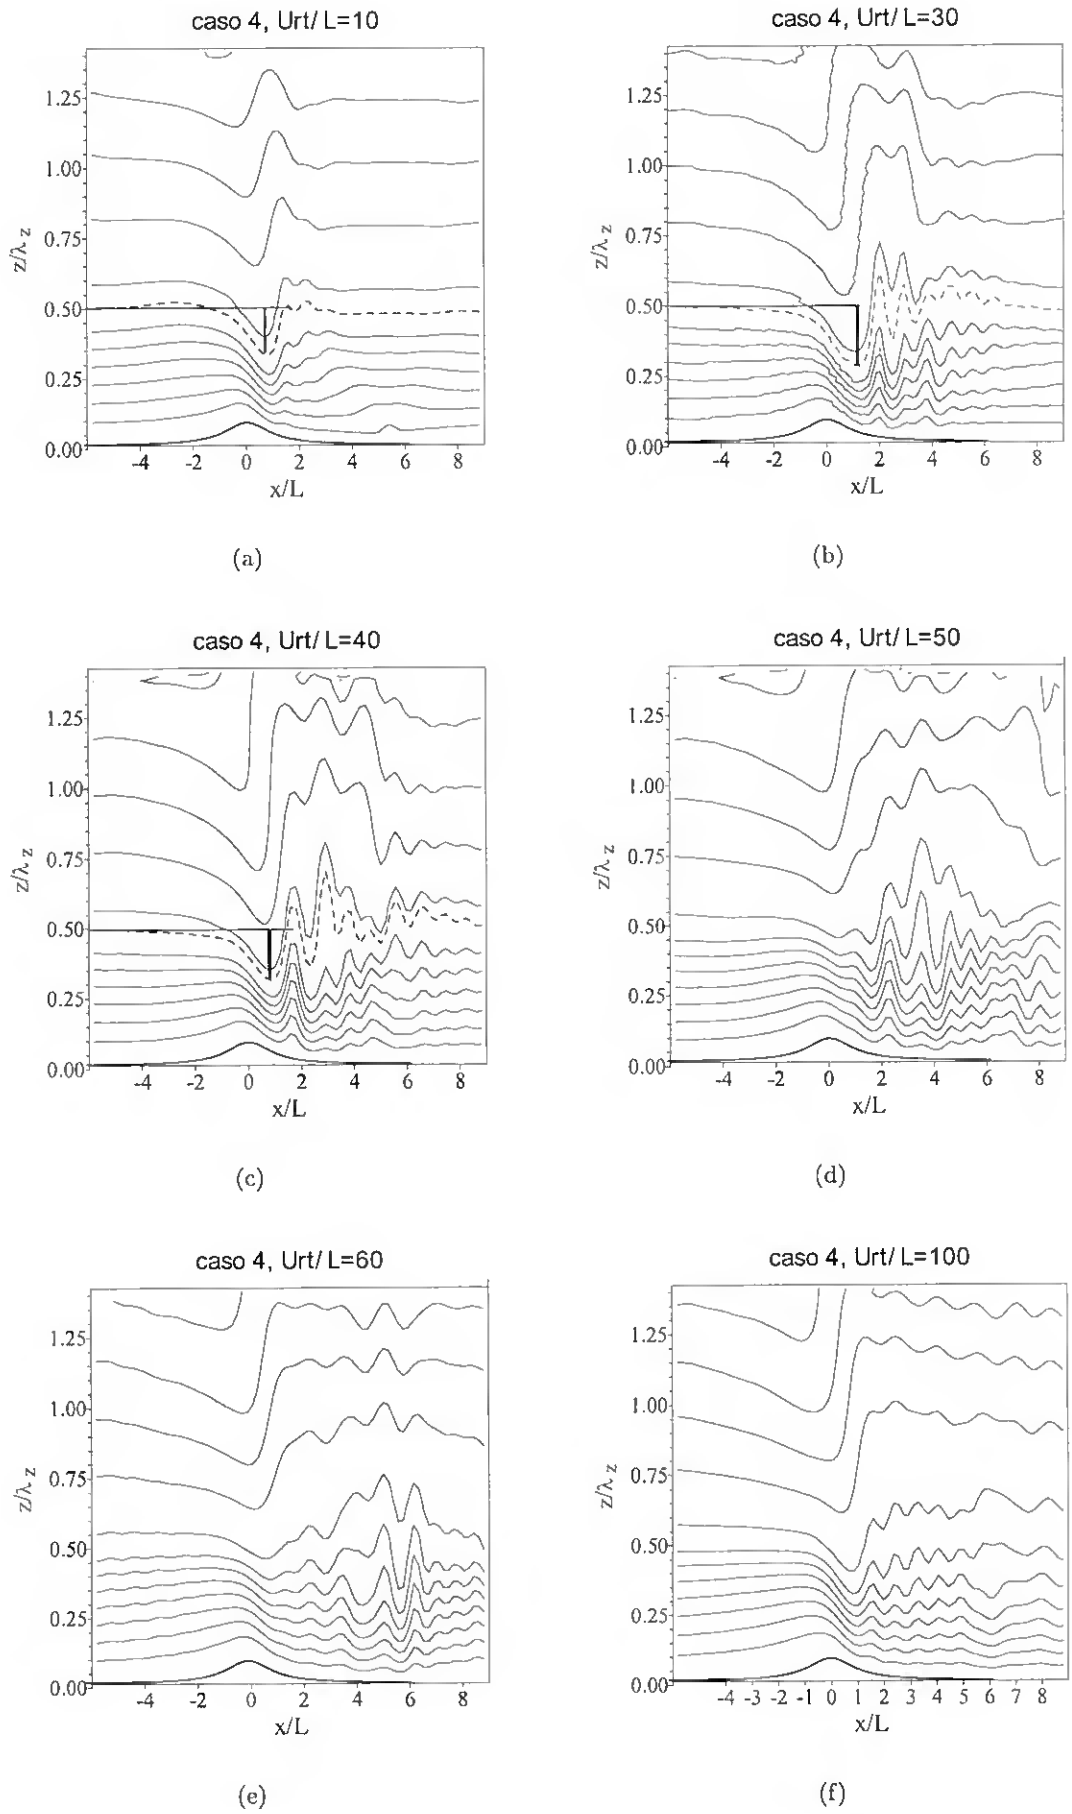 caso 4, Urt/ L=10
1.25
1.00
0.75
0.50
0.25
0.00
z/λ z
-4 -2 0 2 4 6 8
x/L
(a)
caso 4, Urt/ L=30
1.25
1.00
0.75
0.50
0.25
0.00
z/λ z
-4 -2 0 2 4 6 8
x/L
(b)
caso 4, Urt/ L=40
1.25
1.00
0.75
0.50
0.25
0.00
z/λ z
-4 -2 0 2 4 6 8
x/L
(c)
caso 4, Urt/ L=50
1.25
1.00
0.75
0.50
0.25
0.00
z/λ z
-4 -2 0 2 4 6 8
x/L
(d)
caso 4, Urt/ L=60
1.25
1.00
0.75
0.50
0.25
0.00
z/λ z
-4 -2 0 2 4 6 8
x/L
(e)
caso 4, Urt/ L=100
1.25
1.00
0.75
0.50
0.25
0.00
z/λ z
-4 -3 -2 -1 0 1 2 3 4 5 6 7 8
x/L
(f)